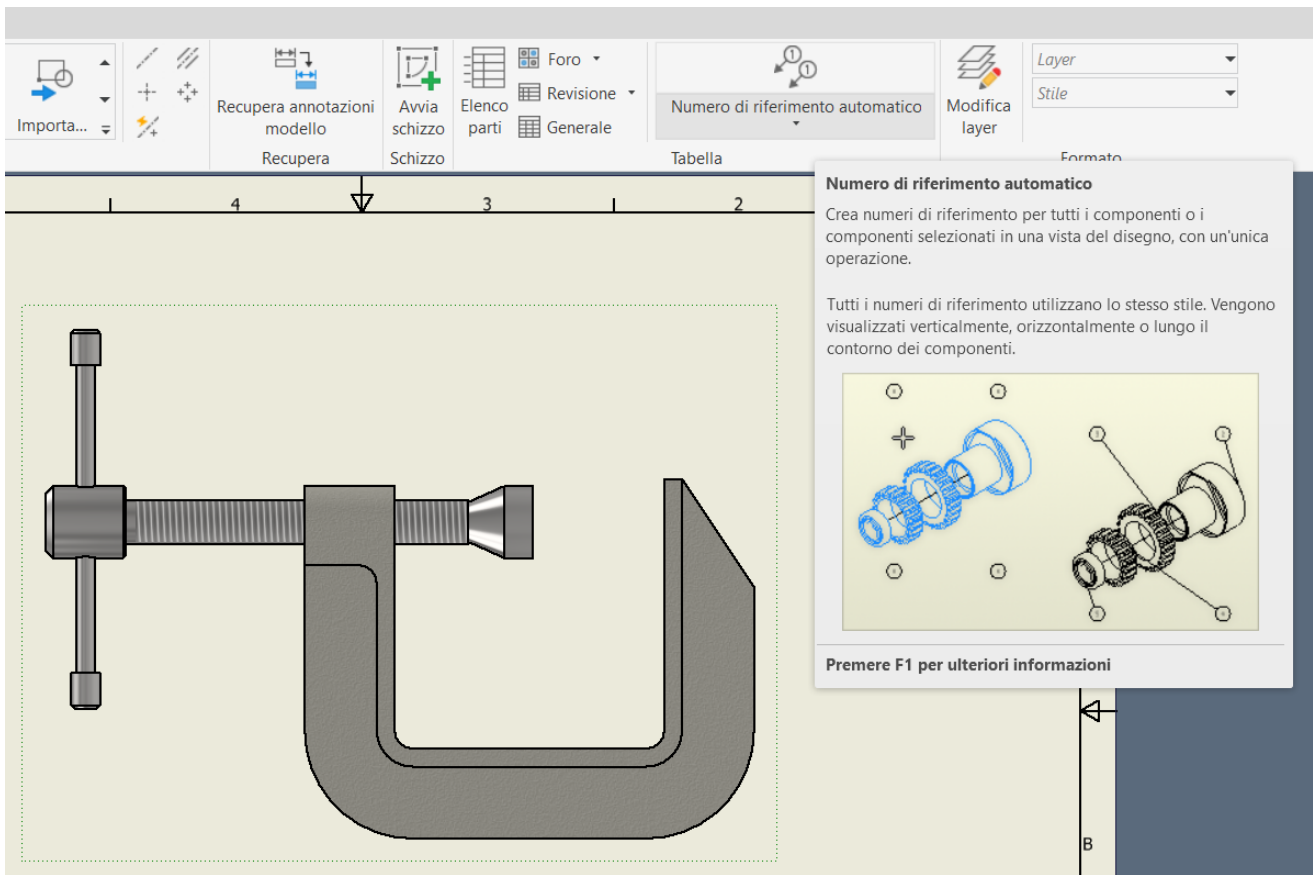 Importa...
Recupera annotazioni
modello
Recupera
Avvia
schizzo
Schizzo
Elenco
parti
Foro
Revisione
Generale
1
1
Numero di riferimento automatico
Tabella
Modifica
layer
Layer
Stile
Formato
4
3
2
Numero di riferimento automatico
Crea numeri di riferimento per tutti i componenti o i
componenti selezionati in una vista del disegno, con un'unica
operazione.
Tutti i numeri di riferimento utilizzano lo stesso stile. Vengono
visualizzati verticalmente, orizzontalmente o lungo il
contorno dei componenti.
Premere F1 per ulteriori informazioni
B